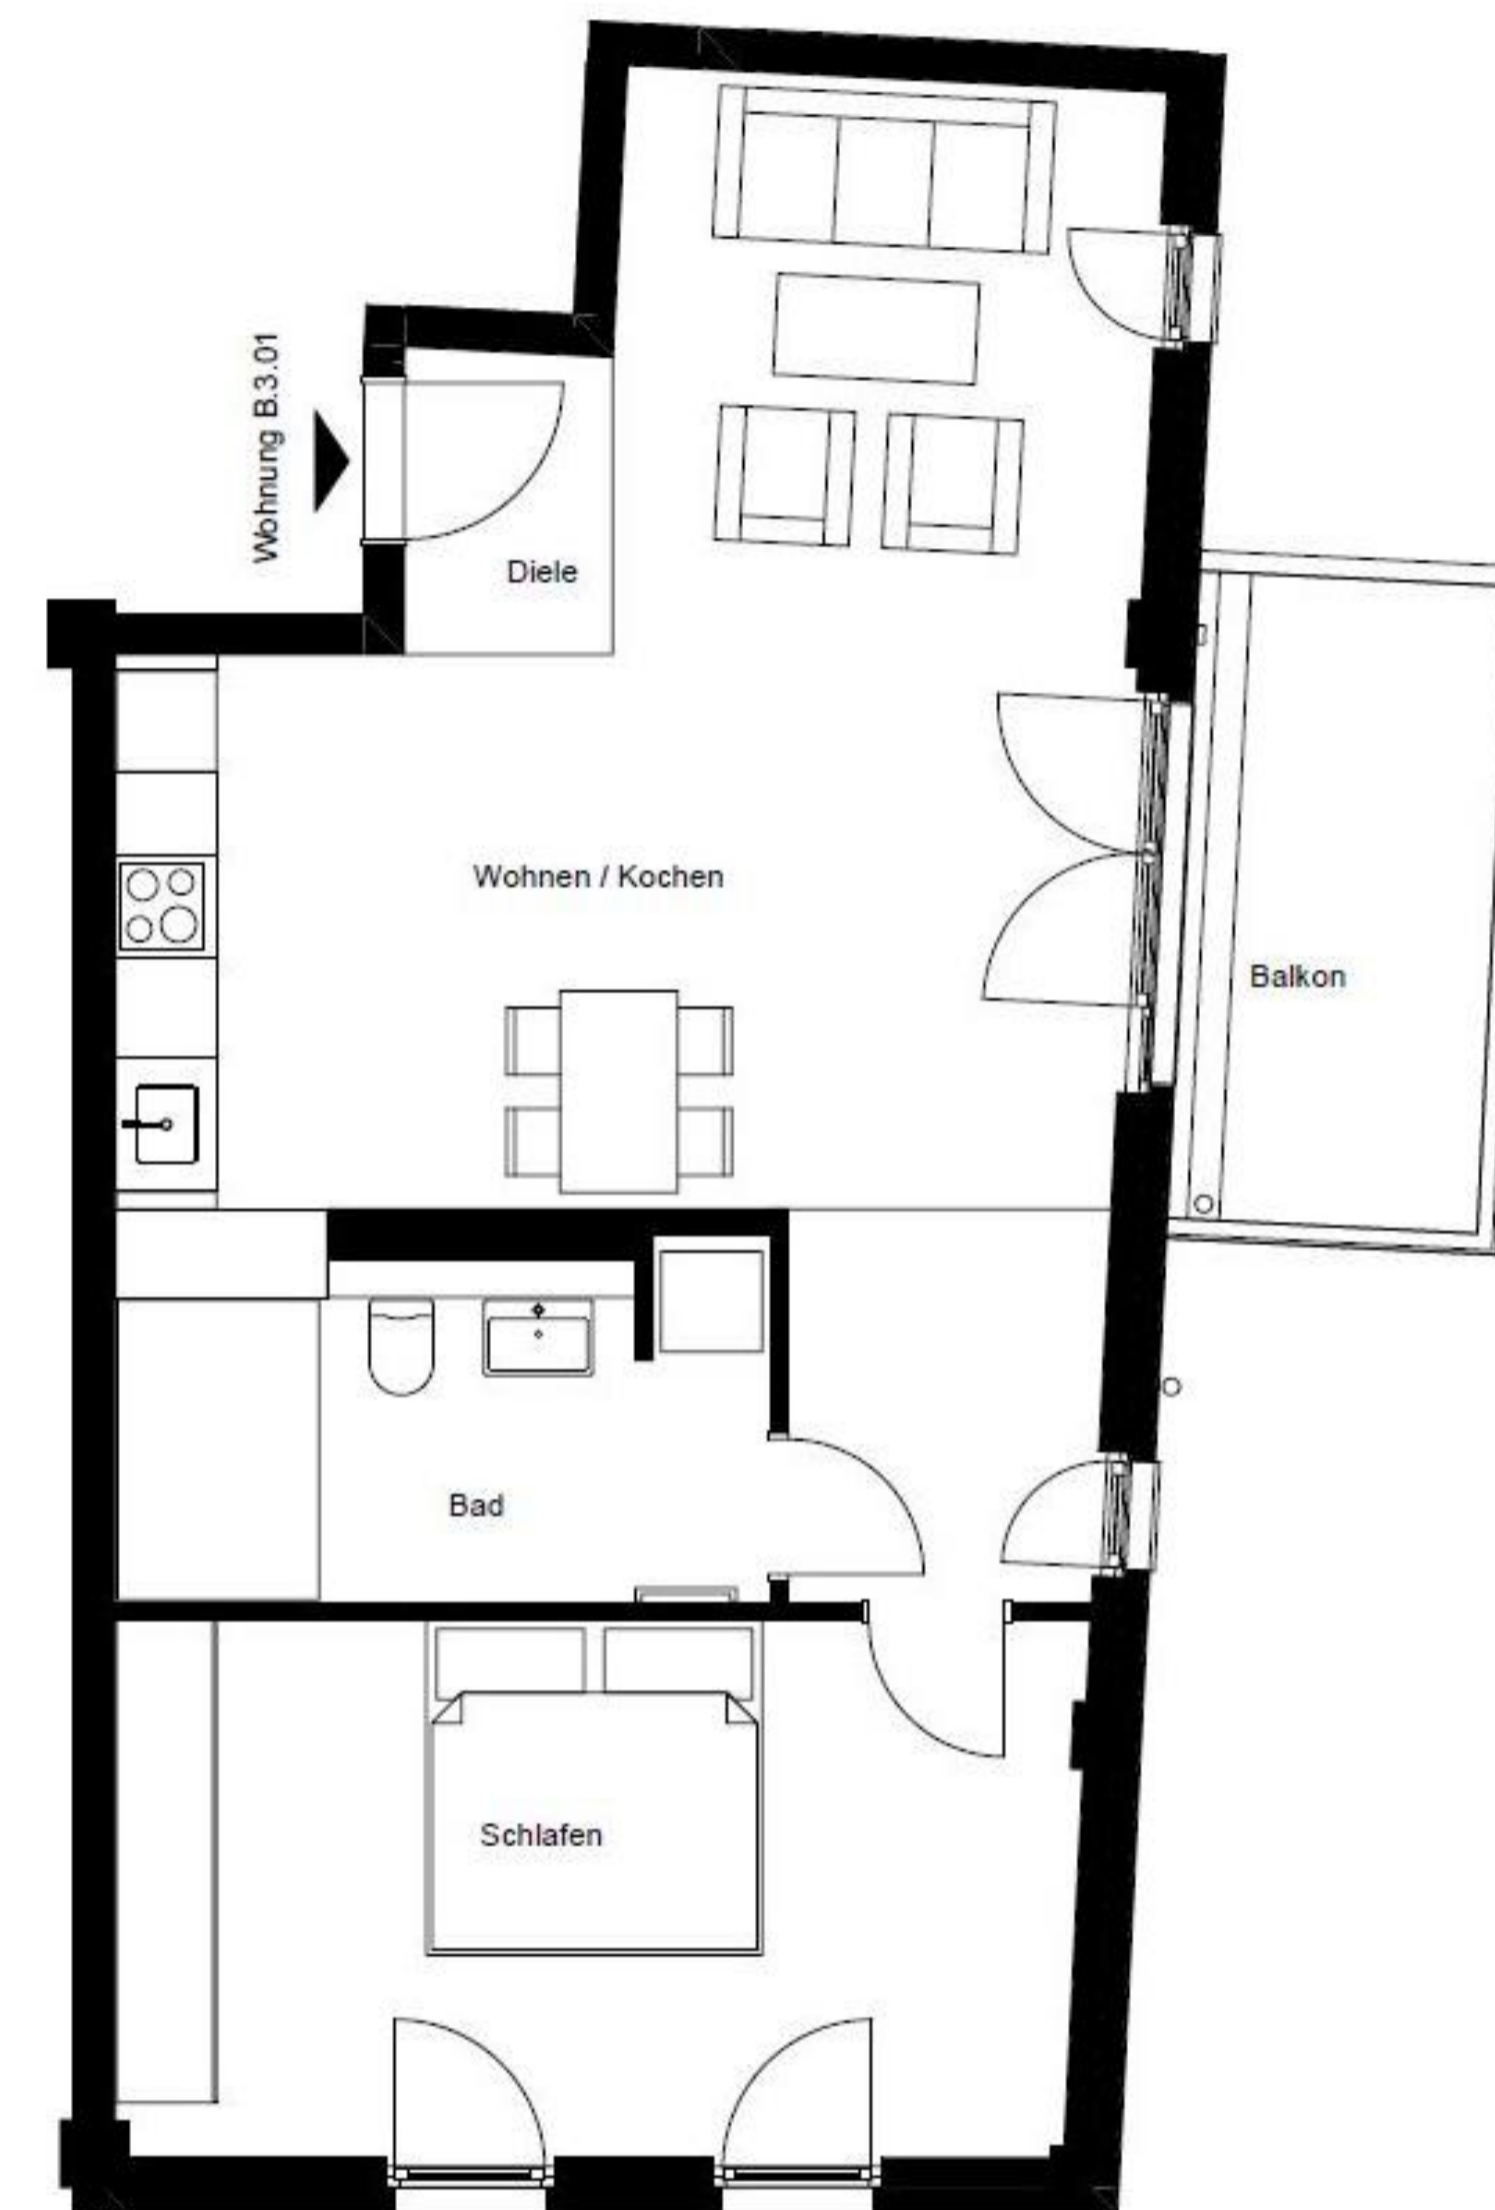 Wohnung B.3.01
Diele
Wohnen / Kochen
Balkon
Bad
Schlafen